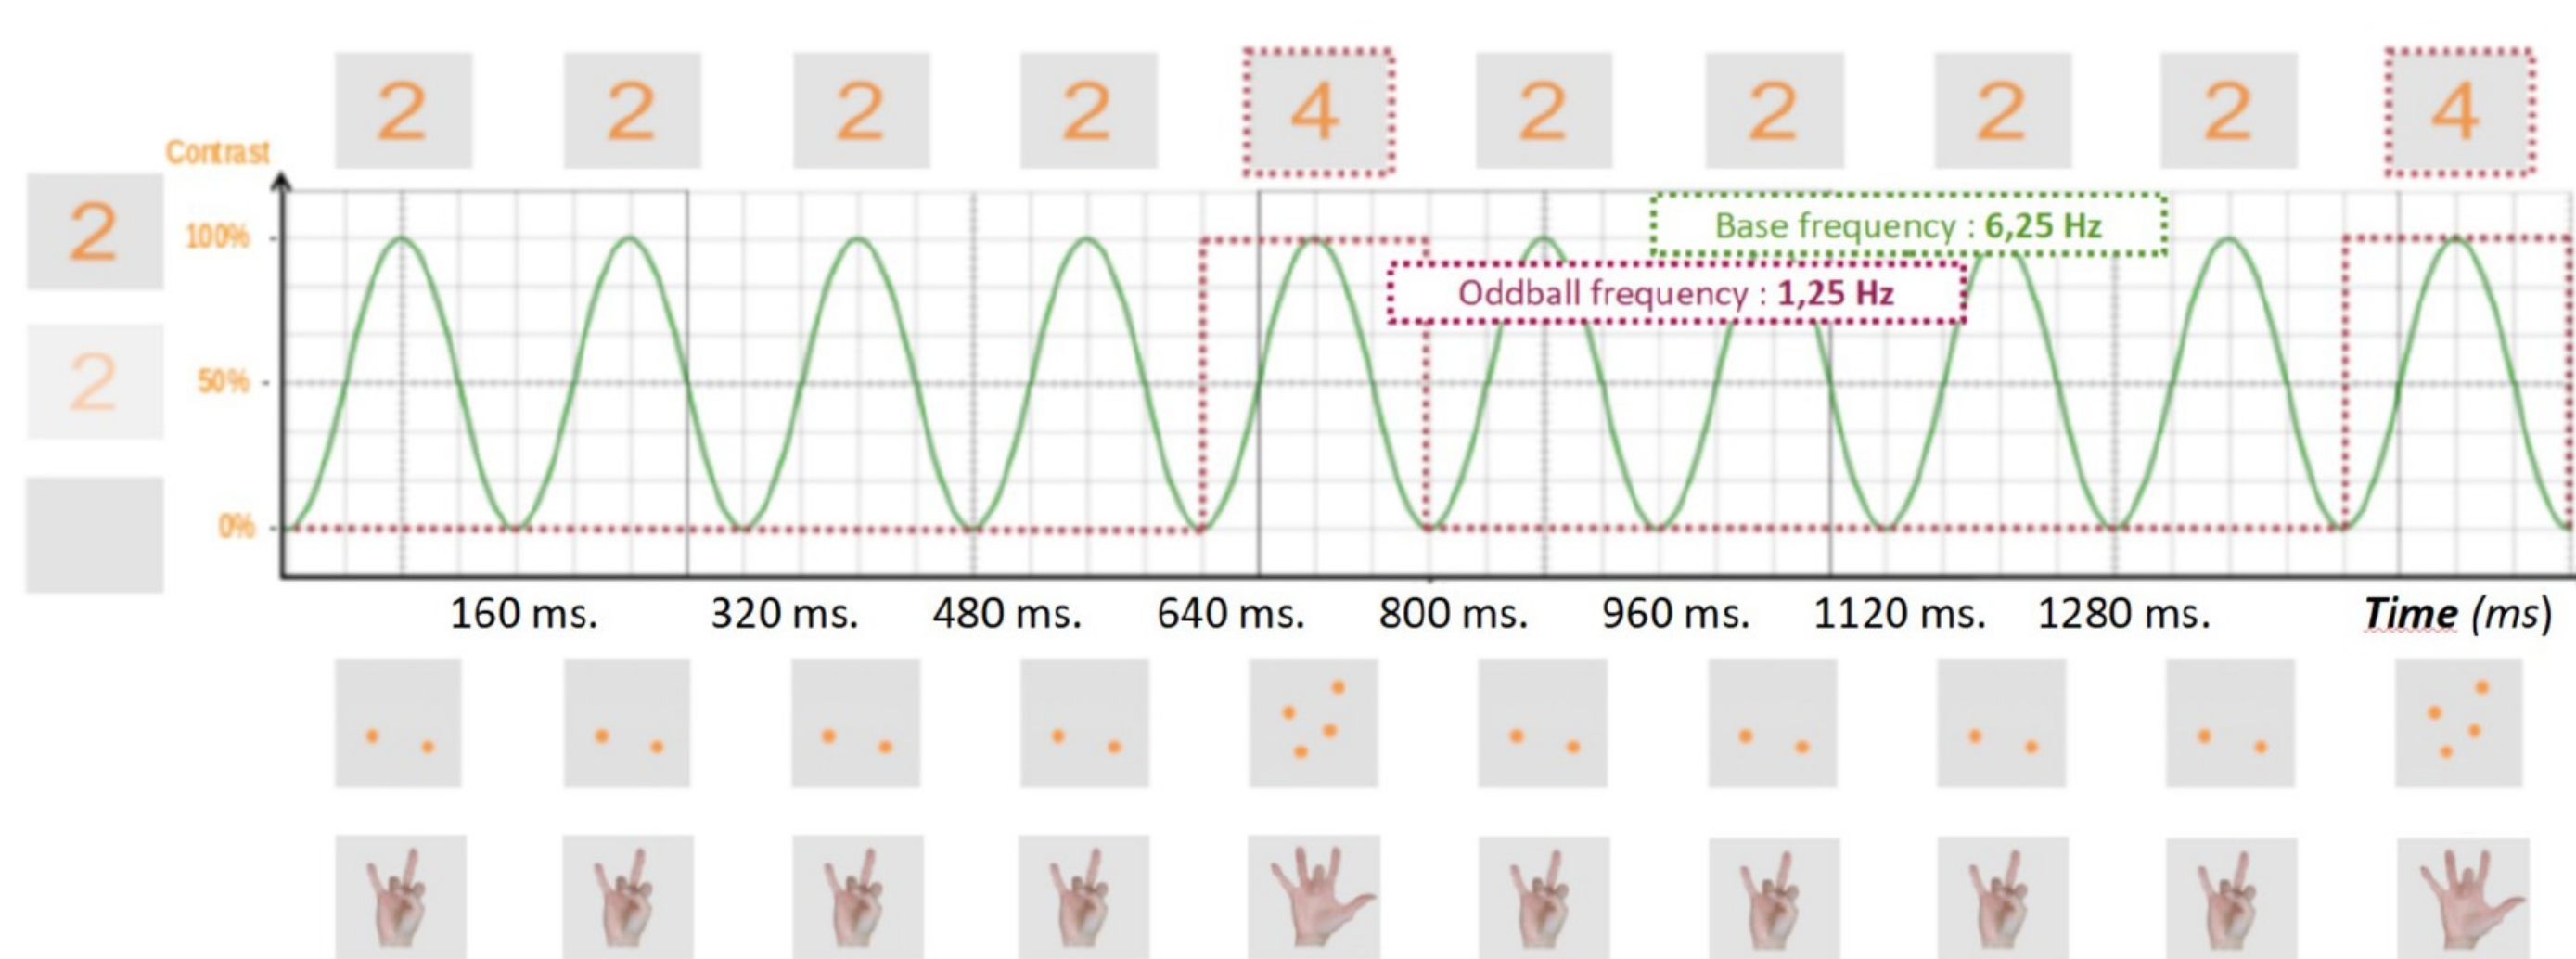 2 2 2 2 4 2 2 2 2 4
Contrast
2
100%
Base frequency : 6,25 Hz
Oddball frequency : 1,25 Hz
2
50%
0%
160 ms. 320 ms. 480 ms. 640 ms. 800 ms. 960 ms. 1120 ms. 1280 ms. Time (ms)